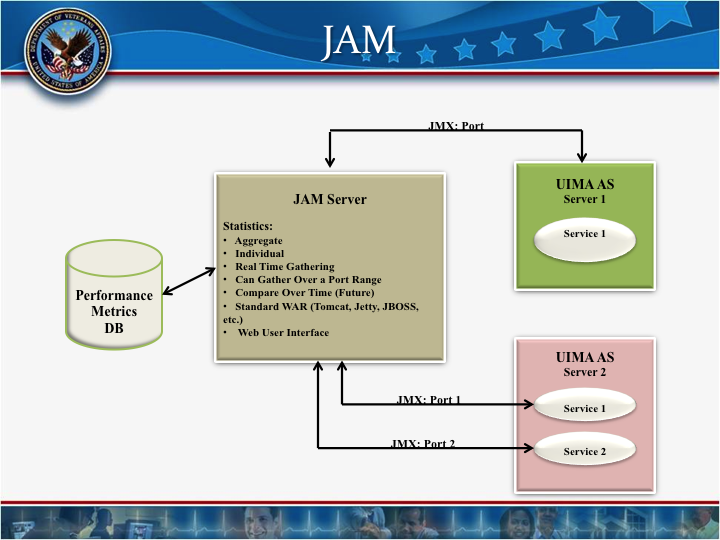 DEPARTMENT OF VETERANS AFFAIRS
UNITED STATES OF AMERICA
JAM
JMX: Port
JAM Server
Statistics:
• Aggregate
• Individual
• Real Time Gathering
• Can Gather Over a Port Range
• Compare Over Time (Future)
• Standard WAR (Tomcat, Jetty, JBOSS,
etc.)
• Web User Interface
Performance
Metrics
DB
UIMA AS
Server 1
Service 1
UIMA AS
Server 2
Service 1
Service 2
JMX: Port 1
JMX: Port 2